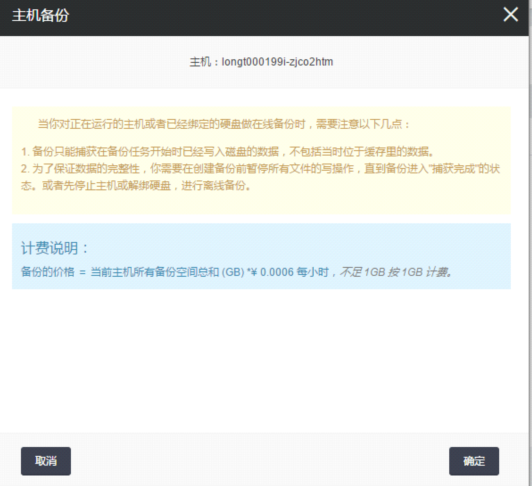 主机备份
主机：longt000199i-zjco2htm
当你对正在运行的主机或者已经绑定的硬盘做在线备份时，需要注意以下几点：
1. 备份只能捕获在备份任务开始时已经写入磁盘的数据，不包括当时位于缓存里的数据。
2. 为了保证数据的完整性，你需要在创建备份前暂停所有文件的写操作，直到备份进入"捕获完成"的状
态。或者先停止主机或解绑硬盘，进行离线备份。
计费说明：
备份的价格 = 当前主机所有备份空间总和 (GB) *¥ 0.0006 每小时，不足 1GB 按 1GB 计费。
取消
确定